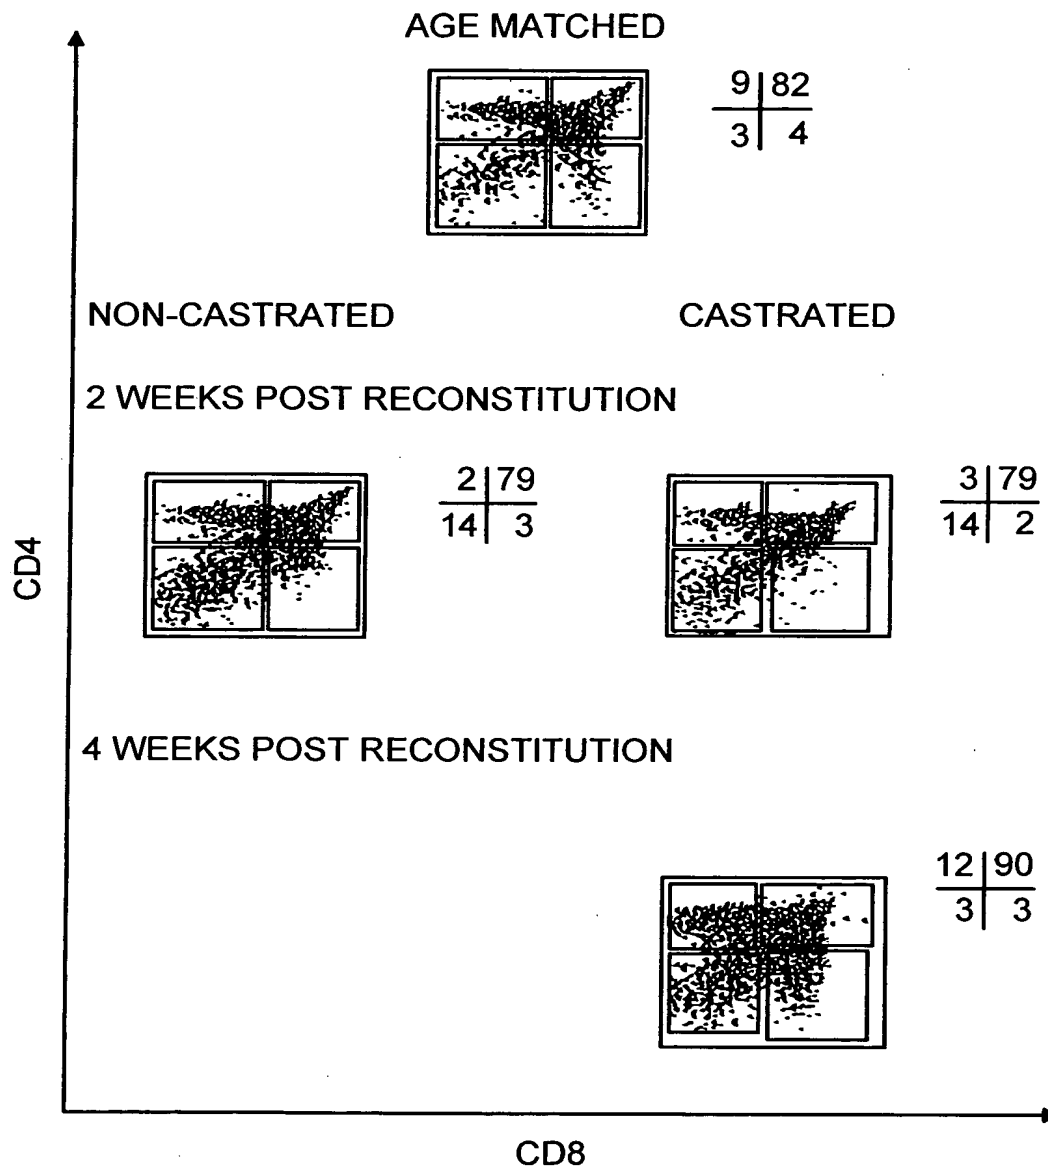 AGE MATCHED
9 82
3 4
NON-CASTRATED CASTRATED
2 WEEKS POST RECONSTITUTION
2 79
14 3
3 79
14 2
CD4
4 WEEKS POST RECONSTITUTION
12 90
3 3
CD8